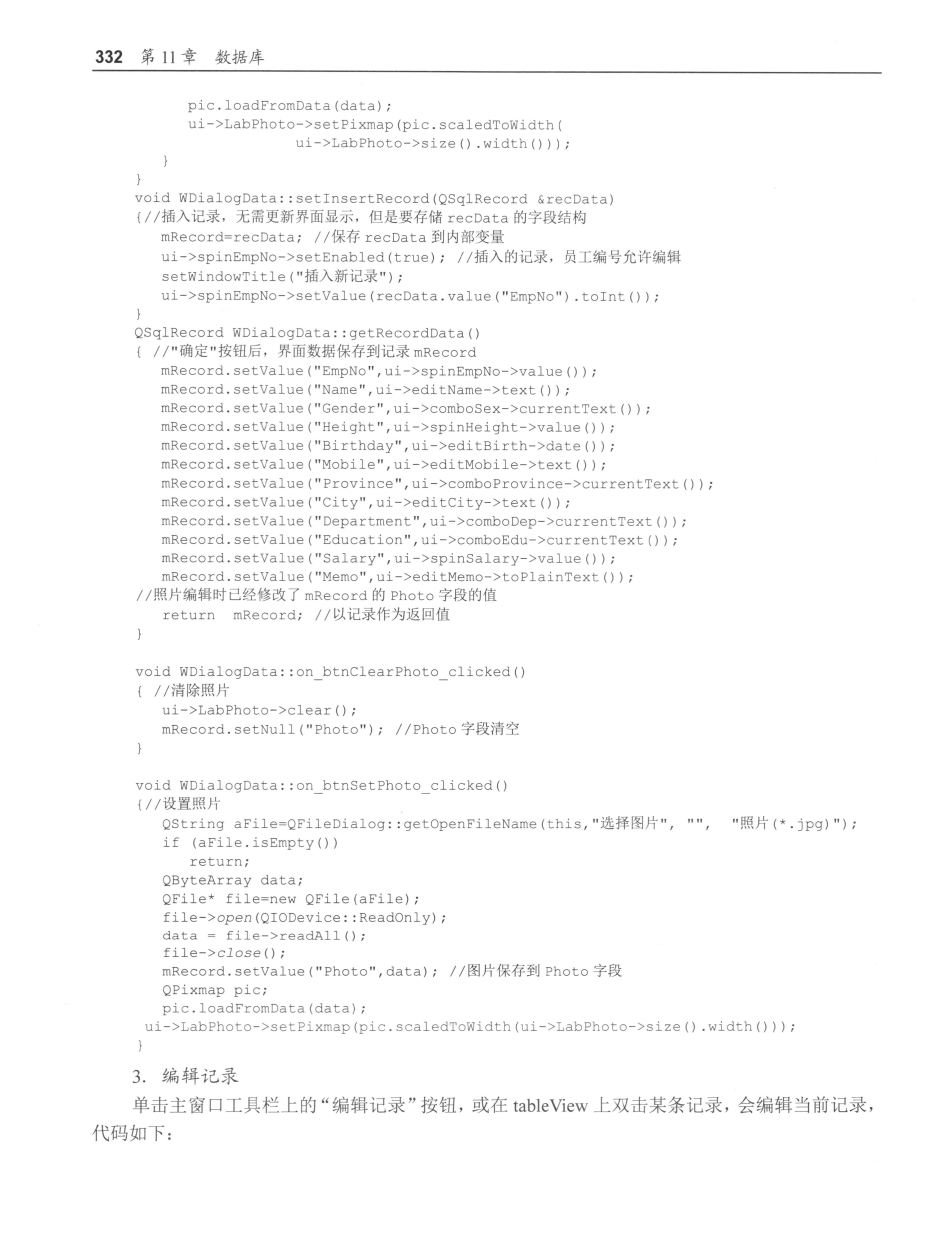 332 第 11 章 数据库
pic.loadFromData(data);
ui->LabPhoto->setPixmap(pic.scaledToWidth(
ui->LabPhoto->size().width()));
}
}
void WDialogData::setInsertRecord(QSqlRecord &recData)
{//插入记录，无需更新界面显示，但是要存储 recData 的字段结构
mRecord=recData; //保存 recData 到内部变量
ui->spinEmpNo->setEnabled(true); //插入的记录，员工编号允许编辑
setWindowTitle("插入新记录");
ui->spinEmpNo->setValue(recData.value("EmpNo").toInt());
}
QSqlRecord WDialogData::getRecordData()
{ //"确定"按钮后，界面数据保存到记录 mRecord
mRecord.setValue("EmpNo",ui->spinEmpNo->value());
mRecord.setValue("Name",ui->editName->text());
mRecord.setValue("Gender",ui->comboSex->currentText());
mRecord.setValue("Height",ui->spinHeight->value());
mRecord.setValue("Birthday",ui->editBirth->date());
mRecord.setValue("Mobile",ui->editMobile->text());
mRecord.setValue("Province",ui->comboProvince->currentText());
mRecord.setValue("City",ui->editCity->text());
mRecord.setValue("Department",ui->comboDep->currentText());
mRecord.setValue("Education",ui->comboEdu->currentText());
mRecord.setValue("Salary",ui->spinSalary->value());
mRecord.setValue("Memo",ui->editMemo->toPlainText());
//照片编辑时已经修改了 mRecord 的 Photo 字段的值
return mRecord; //以记录作为返回值
}
void WDialogData::on_btnClearPhoto_clicked()
{ //清除照片
ui->LabPhoto->clear();
mRecord.setNull("Photo"); //Photo 字段清空
}
void WDialogData::on_btnSetPhoto_clicked()
{//设置照片
QString aFile=QFileDialog::getOpenFileName(this,"选择图片", "", "照片(*.jpg)");
if (aFile.isEmpty())
return;
QByteArray data;
QFile* file=new QFile(aFile);
file->open(QIODevice::ReadOnly);
data = file->readAll();
file->close();
mRecord.setValue("Photo",data); //图片保存到 Photo 字段
QPixmap pic;
pic.loadFromData(data);
ui->LabPhoto->setPixmap(pic.scaledToWidth(ui->LabPhoto->size().width()));
}
3. 编辑记录
单击主窗口工具栏上的“编辑记录”按钮，或在 tableView 上双击某条记录，会编辑当前记录，
代码如下：